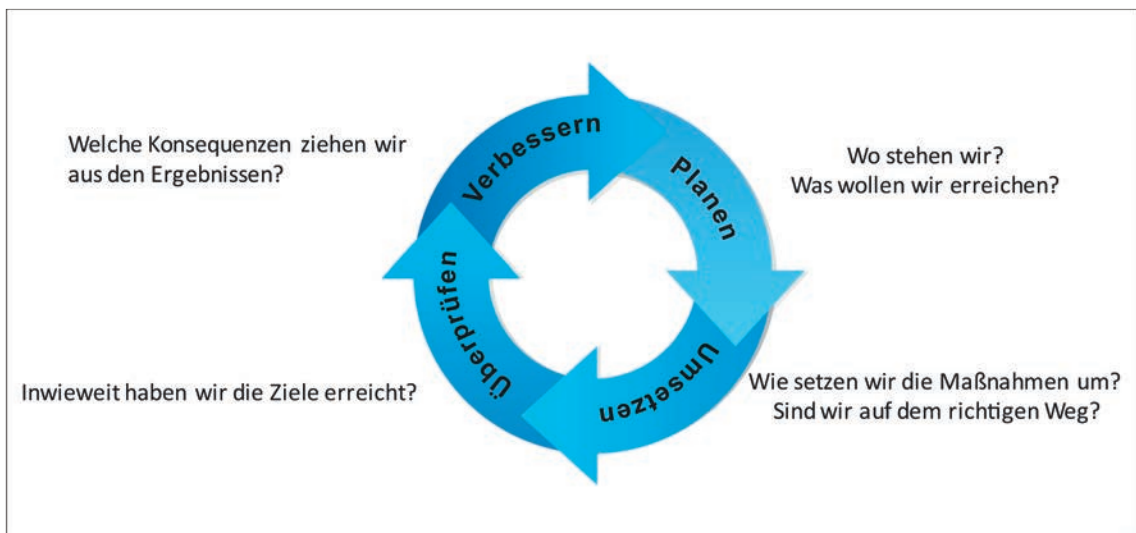 Welche Konsequenzen ziehen wir
aus den Ergebnissen?
Verbessern
Planen
Wo stehen wir?
Was wollen wir erreichen?
Überprüfen
Umsetzen
Inwieweit haben wir die Ziele erreicht?
Wie setzen wir die Maßnahmen um?
Sind wir auf dem richtigen Weg?